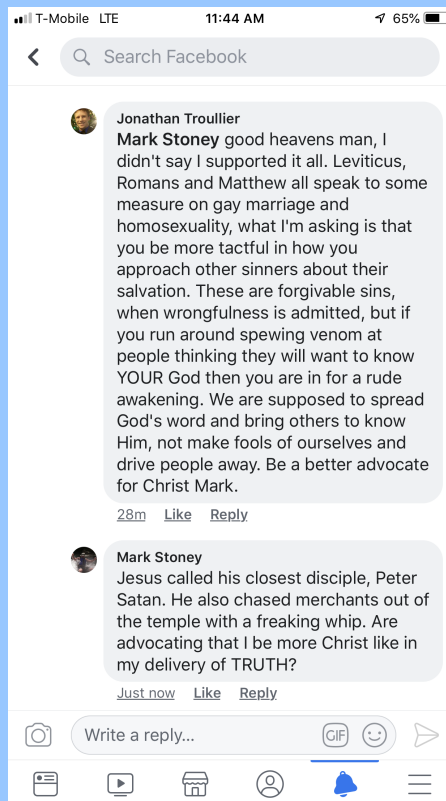 T-Mobile LTE 11:44 AM 65%
Search Facebook
Jonathan Troullier
Mark Stoney good heavens man, I
didn't say I supported it all. Leviticus,
Romans and Matthew all speak to some
measure on gay marriage and
homosexuality, what I'm asking is that
you be more tactful in how you
approach other sinners about their
salvation. These are forgivable sins,
when wrongfulness is admitted, but if
you run around spewing venom at
people thinking they will want to know
YOUR God then you are in for a rude
awakening. We are supposed to spread
God's word and bring others to know
Him, not make fools of ourselves and
drive people away. Be a better advocate
for Christ Mark.
28m Like Reply
Mark Stoney
Jesus called his closest disciple, Peter
Satan. He also chased merchants out of
the temple with a freaking whip. Are
advocating that I be more Christ like in
my delivery of TRUTH?
Just now Like Reply
Write a reply... GIF